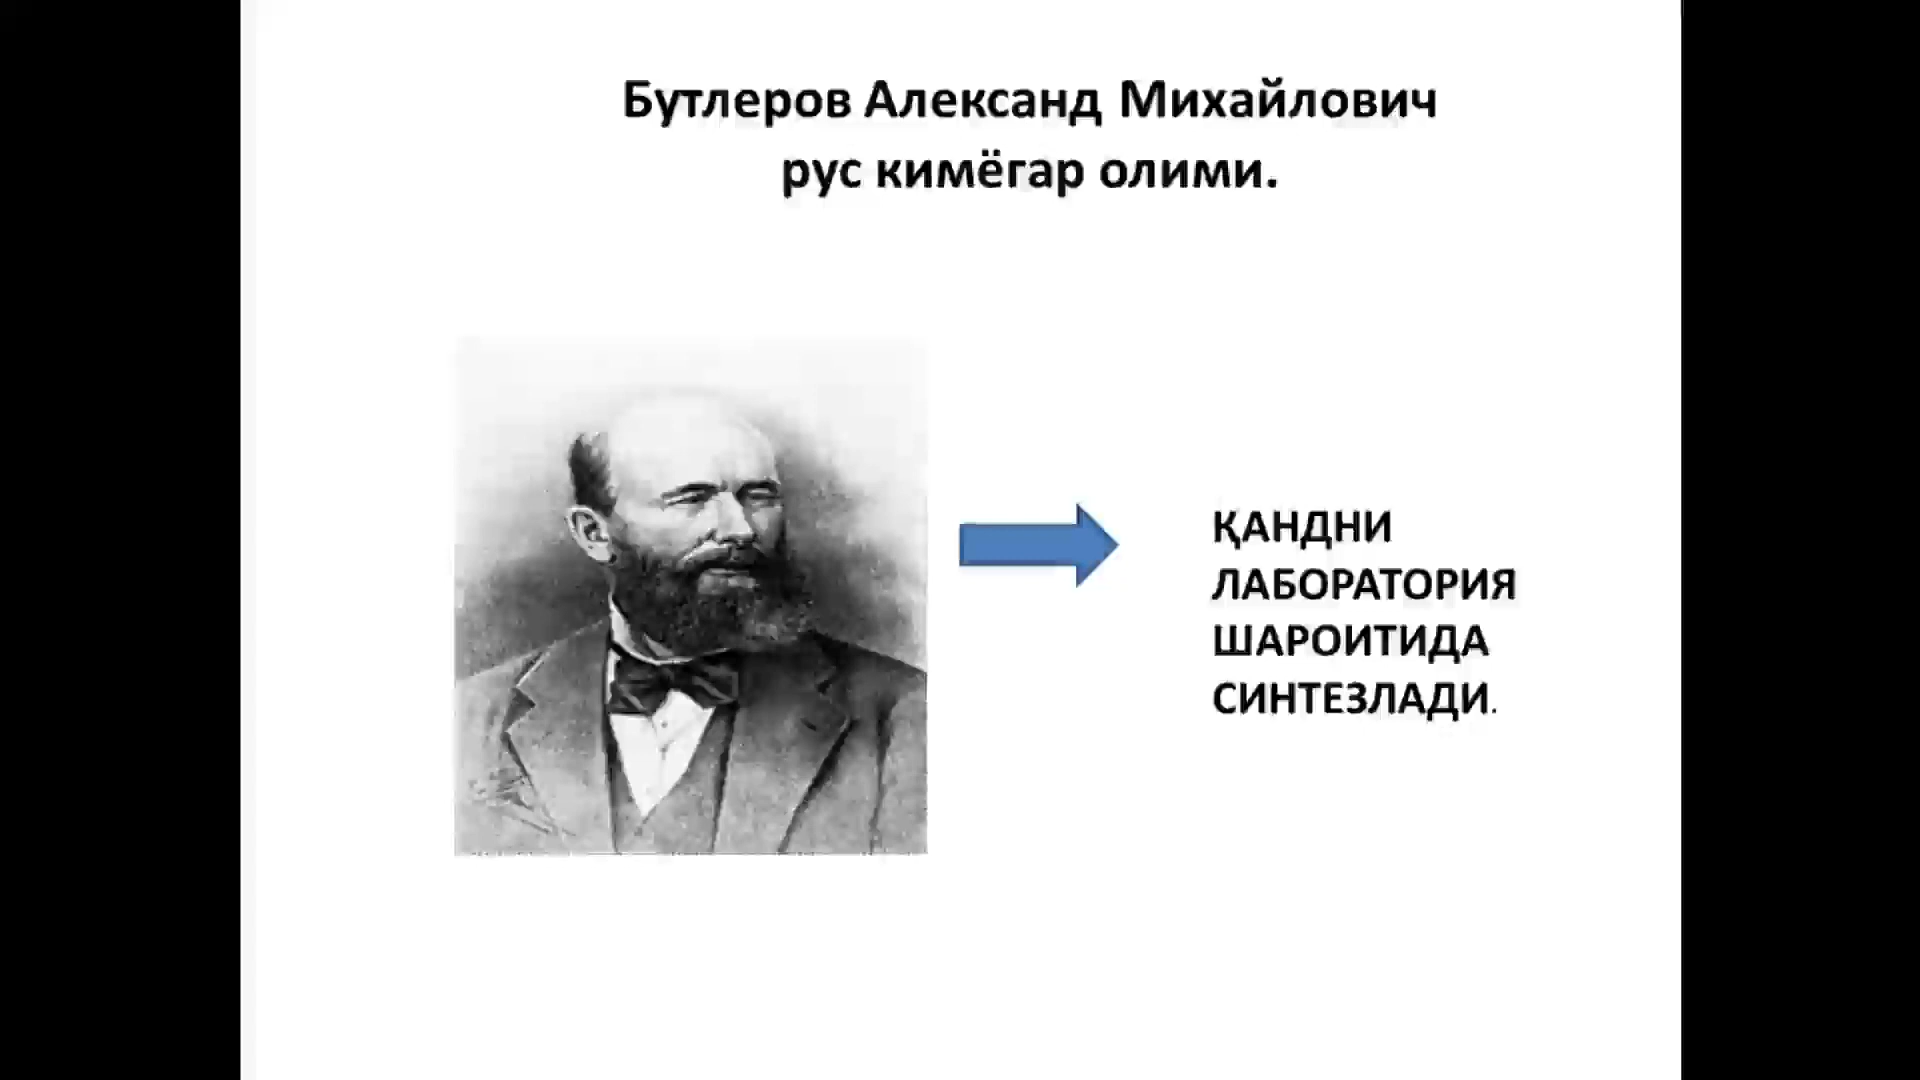 Бутлеров Александ Михайлович
рус кимёгар олими.
ҚАНДНИ
ЛАБОРАТОРИЯ
ШАРОИТИДА
СИНТЕЗЛАДИ.